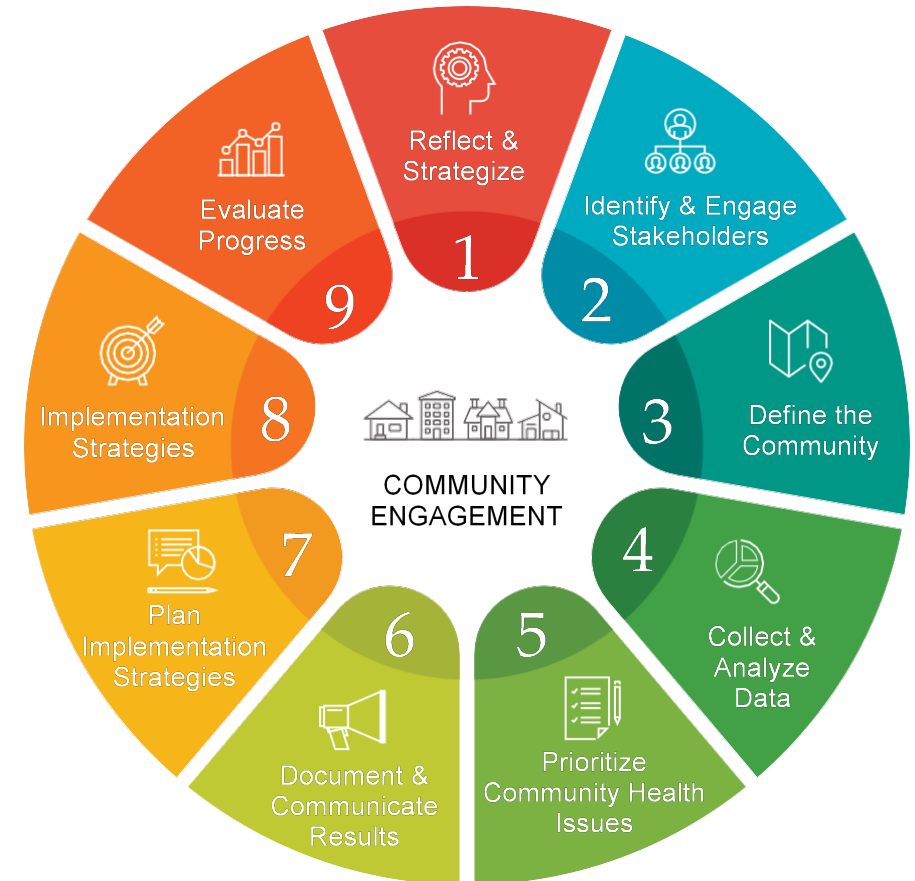 Reflect &
Strategize
1
Identify & Engage
Stakeholders
2
Define the
Community
3
Collect &
Analyze
Data
4
Prioritize
Community Health
Issues
5
Document &
Communicate
Results
6
Plan
Implementation
Strategies
7
Implementation
Strategies
8
Evaluate
Progress
9
COMMUNITY
ENGAGEMENT